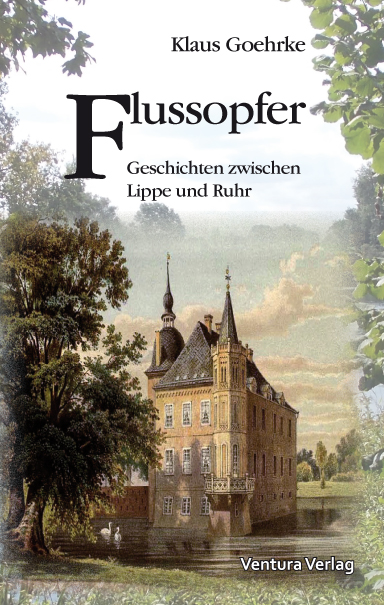 Klaus Goehrke
Flussopfer
Geschichten zwischen
Lippe und Ruhr
Ventura Verlag